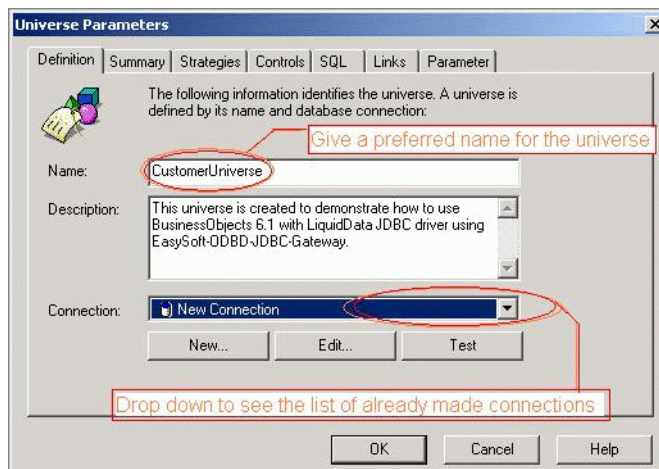 Universe Parameters
Definition
Summary
Strategies
Controls
SQL
Links
Parameter
The following information identifies the universe. A universe is
defined by its name and database connection:
Give a preferred name for the universe
Name:
CustomerUniverse
Description:
This universe is created to demonstrate how to use
BusinessObjects 6.1 with LiquidData JDBC driver using
EasySoft-ODBD-JDBC-Gateway.
Connection:
New Connection
New...
Edit...
Test
Drop down to see the list of already made connections
OK
Cancel
Help